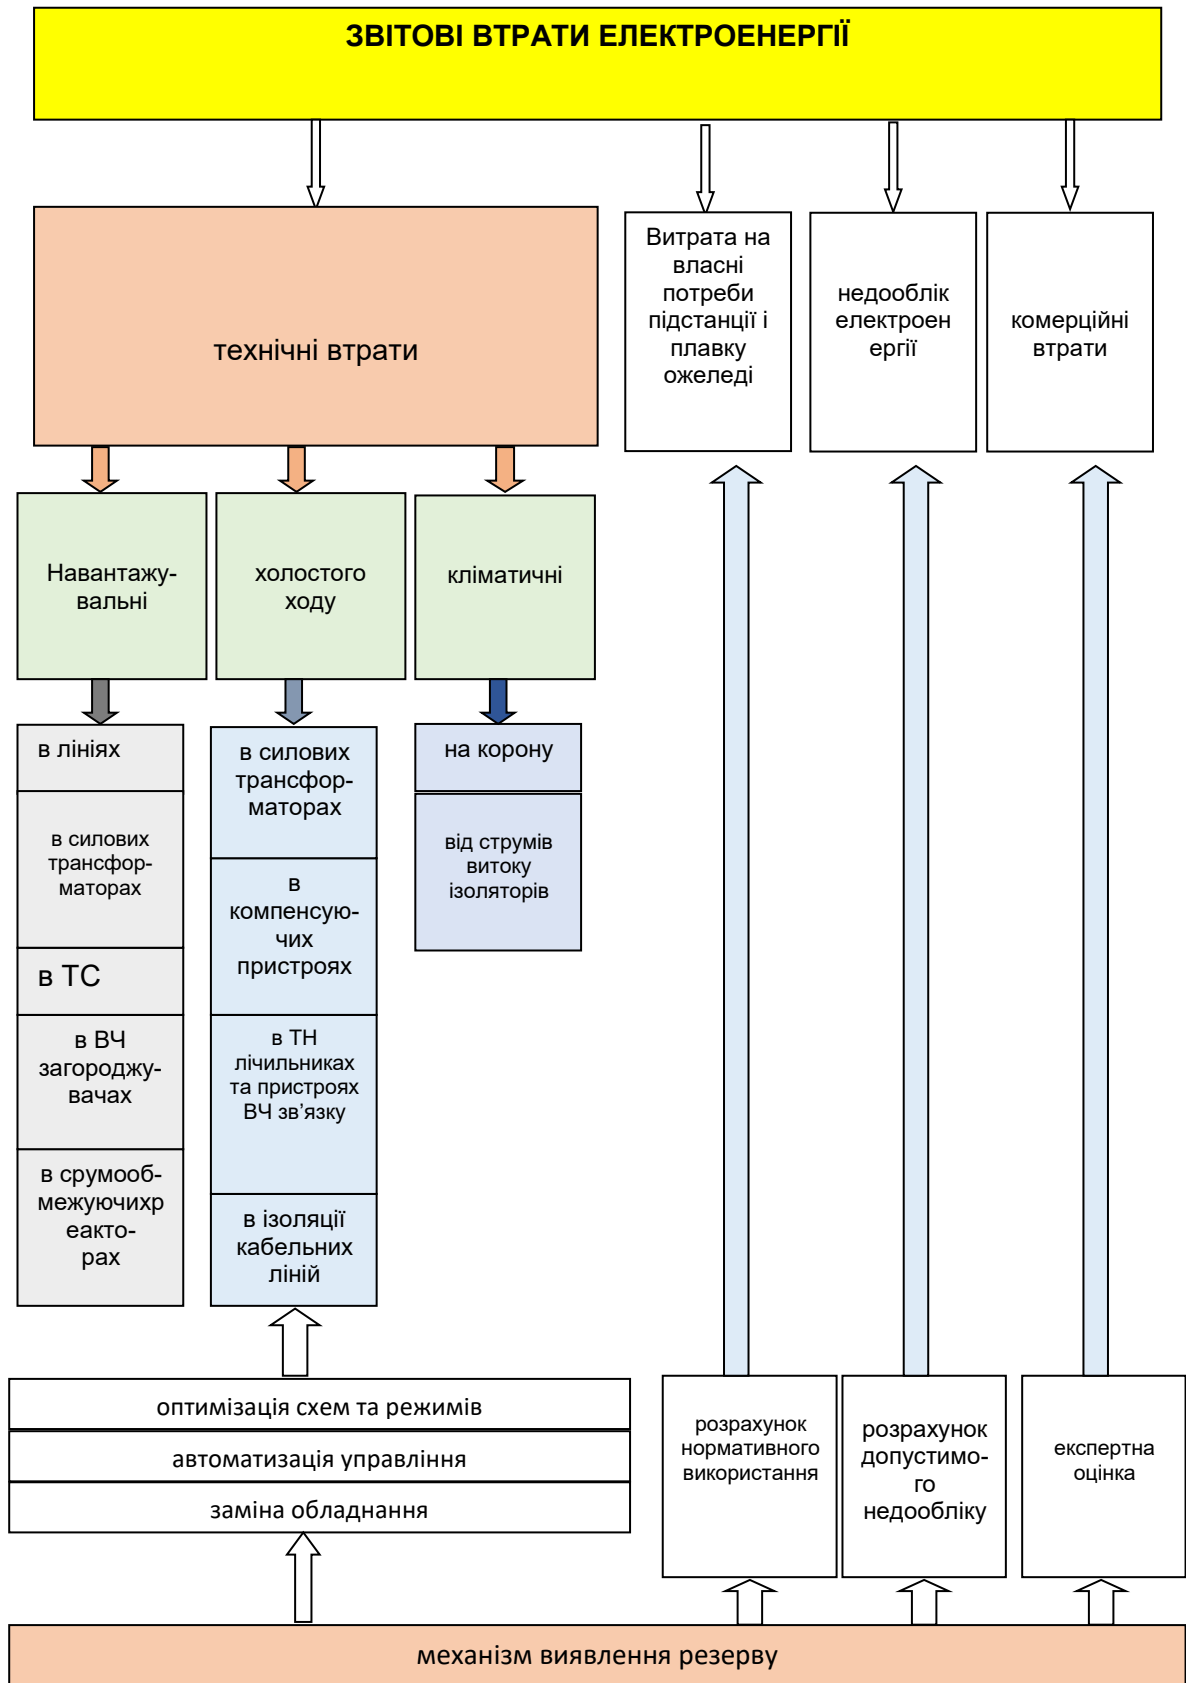 ЗВІТОВІ ВТРАТИ ЕЛЕКТРОЕНЕРГІЇ
технічні втрати
Витрата на
власні
потреби
підстанції і
плавку
ожеледі
недооблік
електроен
ергії
комерційні
втрати
Навантажу-
вальні
холостого
ходу
кліматичні
в лініях
в силових
трансфор-
маторах
в ТС
в ВЧ
загороджу-
вачах
в срумооб-
межуючихр
еакто-
рах
в силових
трансфор-
маторах
в
компенсую-
чих
пристроях
в ТН
лічильниках
та пристроях
ВЧ зв’язку
в ізоляції
кабельних
ліній
на корону
від струмів
витоку
ізоляторів
оптимізація схем та режимів
автоматизація управління
заміна обладнання
розрахунок
нормативного
використання
розрахунок
допустимо-
го
недообліку
експертна
оцінка
механізм виявлення резерву